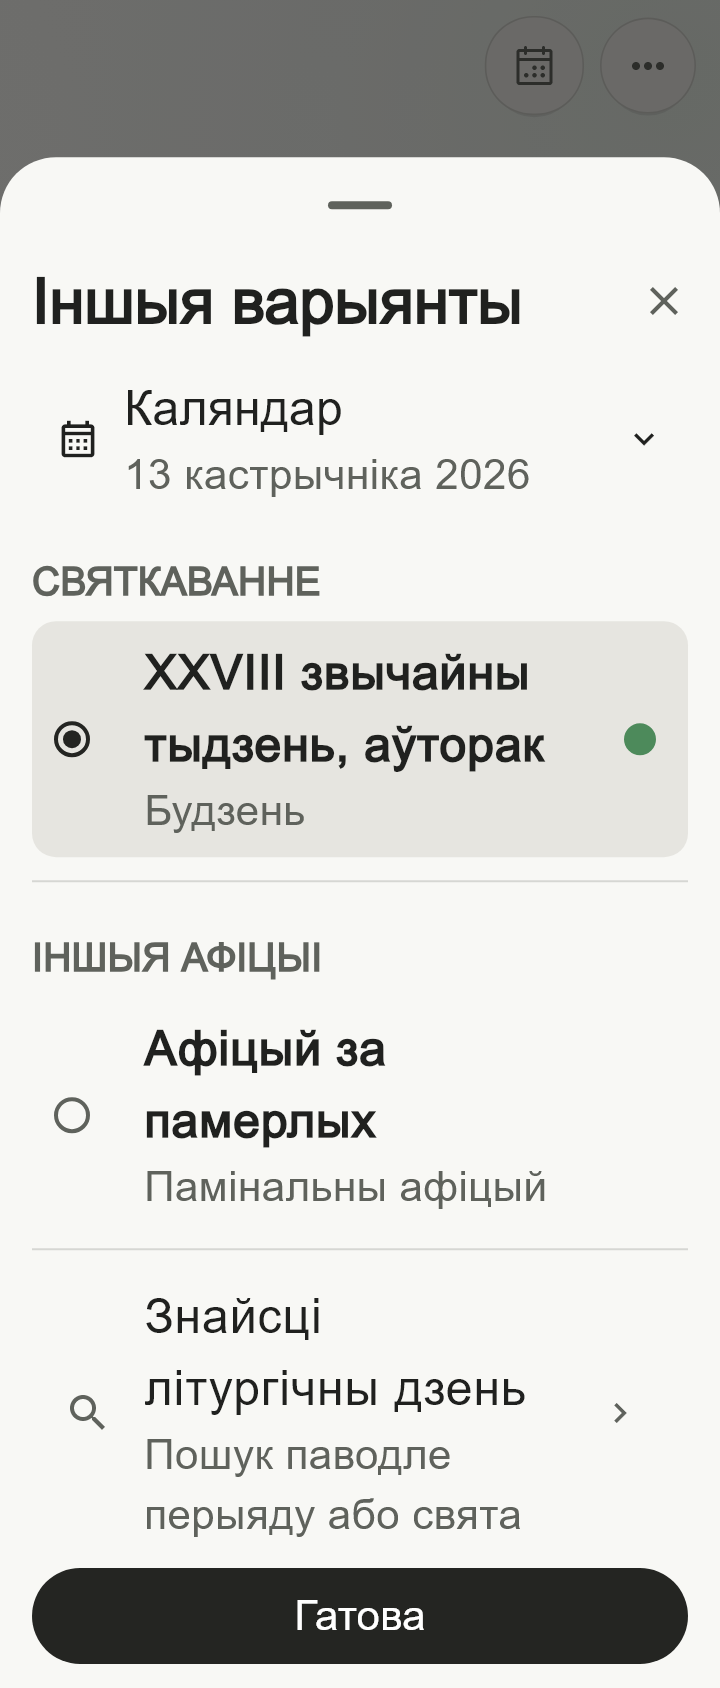 Іншыя варыянты
Каляндар
13 кастрычніка 2026
СВЯТКАВАННЕ
XXVIII звычайны
тыдзень, аўторак
Будзень
ІНШЫЯ АФІЦЫІ
Афіцый за
памерлых
Памінальны афіцый
Знайсці
літургічны дзень
Пошук паводле
перыяду або свята
Гатова